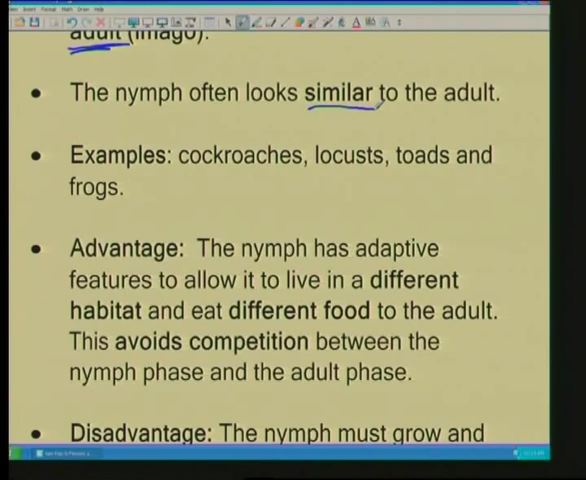 adult (imago).
• The nymph often looks similar to the adult.
• Examples: cockroaches, locusts, toads and
frogs.
• Advantage: The nymph has adaptive
features to allow it to live in a different
habitat and eat different food to the adult.
This avoids competition between the
nymph phase and the adult phase.
• Disadvantage: The nymph must grow and